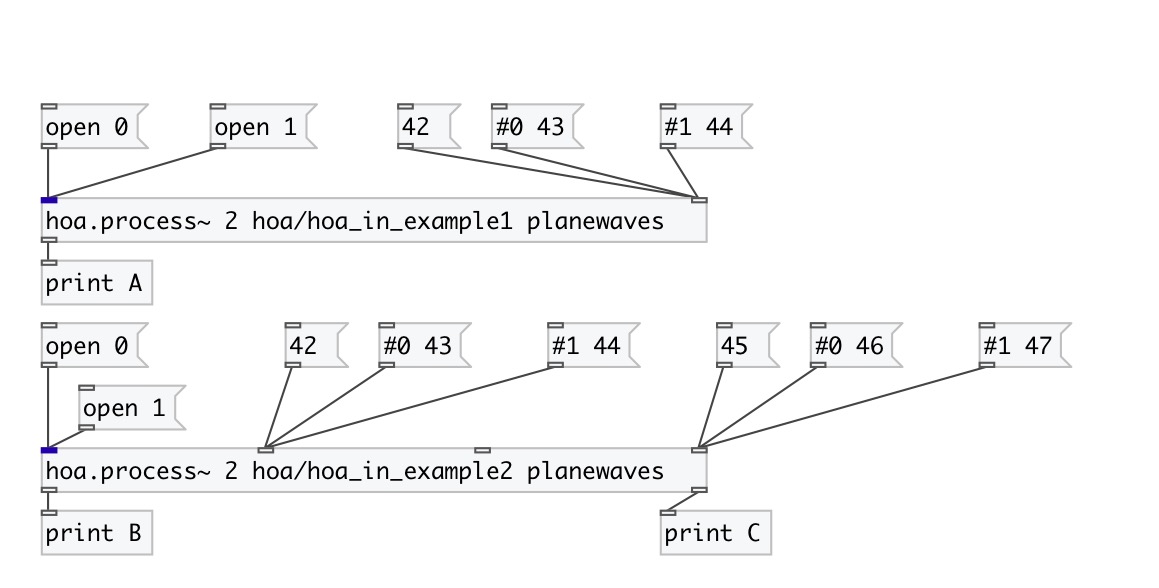 open 0 open 1 42 #0 43 #1 44
hoa.process~ 2 hoa/hoa_in_example1 planewaves
print A
open 0 42 #0 43 #1 44 45 #0 46 #1 47
open 1
hoa.process~ 2 hoa/hoa_in_example2 planewaves
print B print C